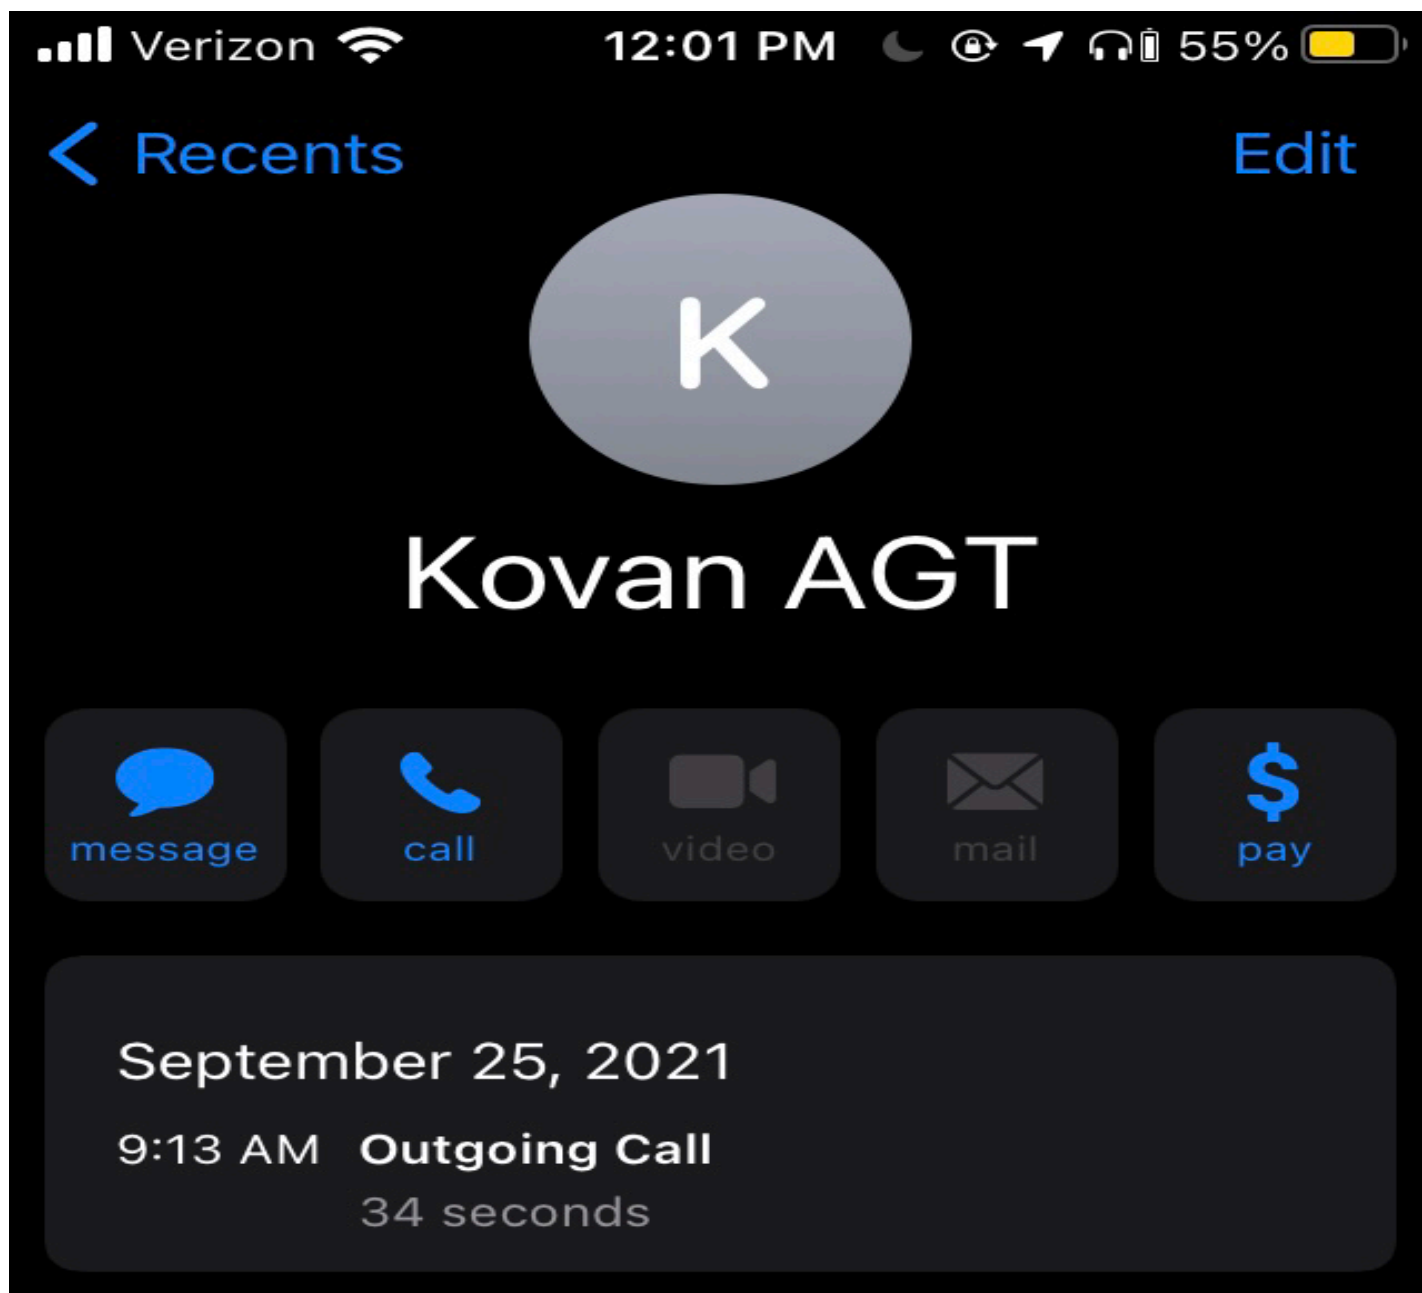 Verizon 12:01 PM 55%
Recents Edit
K
Kovan AGT
message call video mail pay
September 25, 2021
9:13 AM Outgoing Call
34 seconds